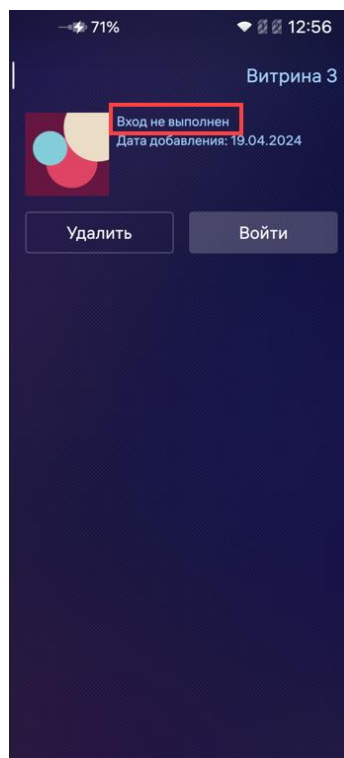 71% 12:56
Витрина 3
Вход не выполнен
Дата добавления: 19.04.2024
Удалить Войти